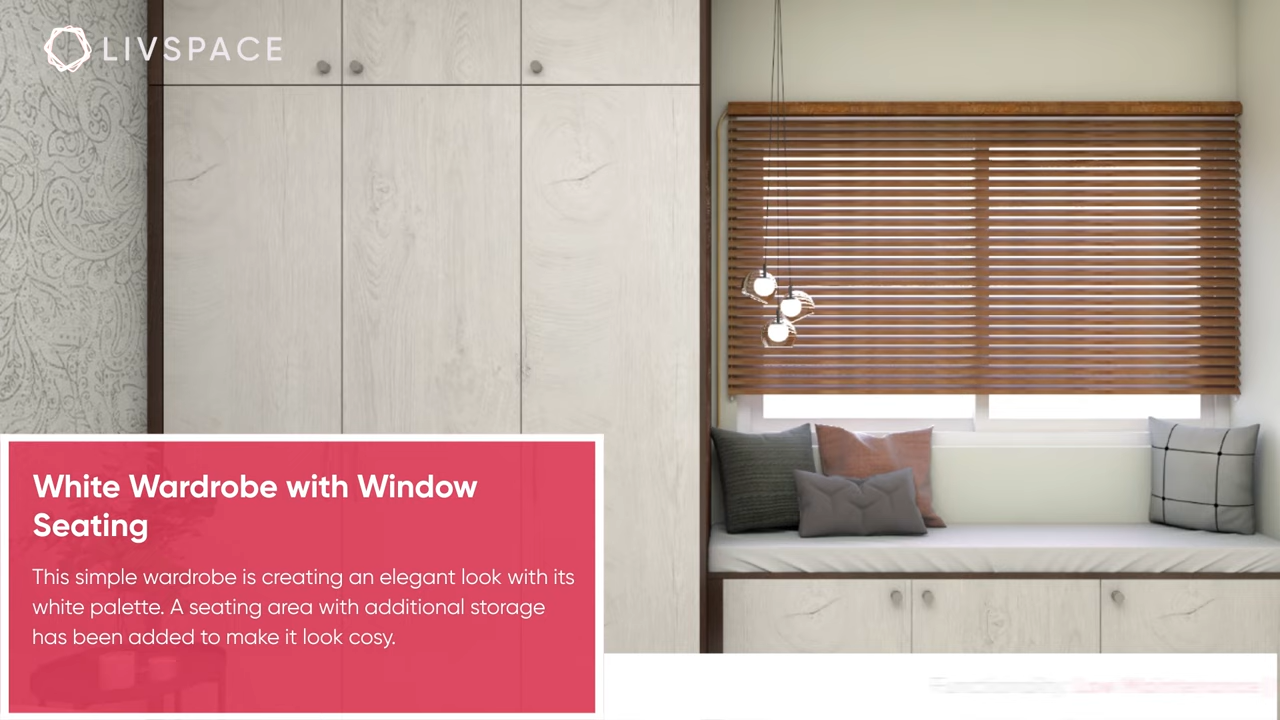 LIVSPACE
White Wardrobe with Window
Seating
This simple wardrobe is creating an elegant look with its
white palette. A seating area with additional storage
has been added to make it look cosy.